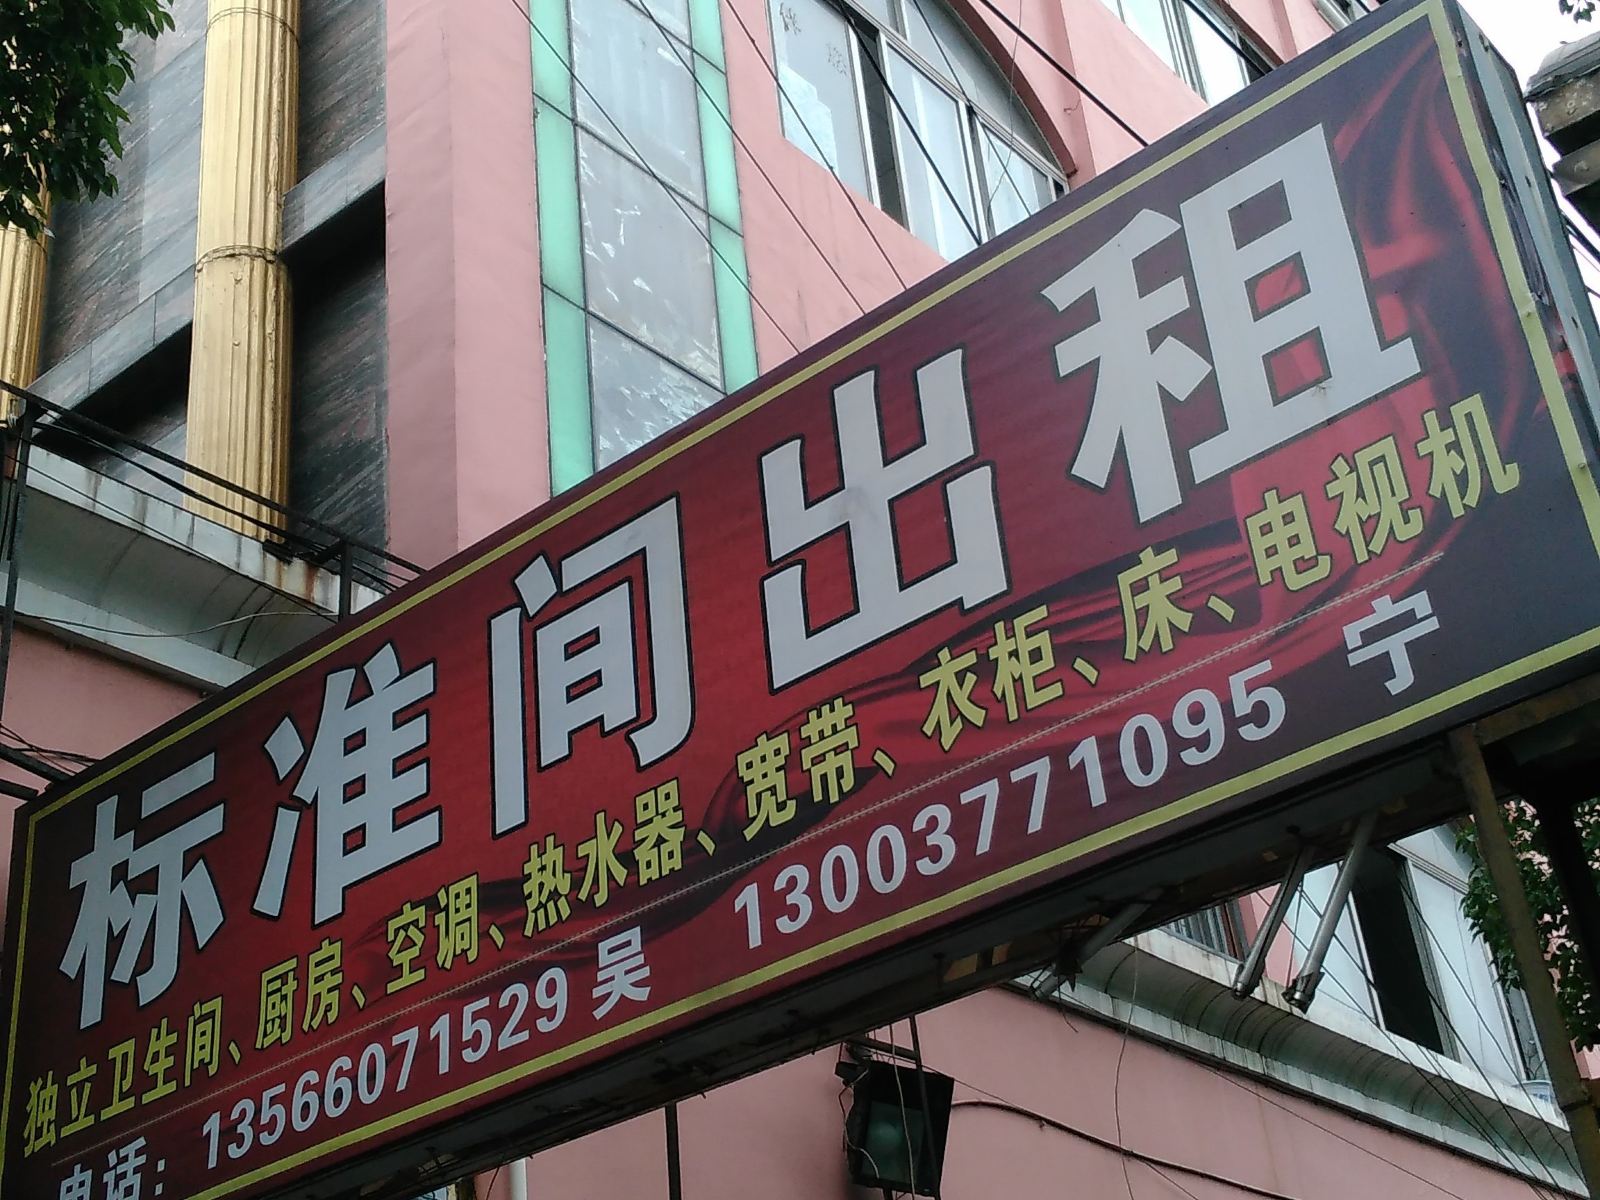 标准间出租
独立卫生间、厨房、空调、热水器、宽带、衣柜、床、电视机
电话：13566071529 吴 13003771095 宁